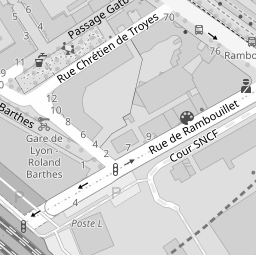 Passage Gatb
70
76
Rue Chrétien de Troyes
Rambo
5
11
12
10
8
6
4
1
2
7
9
Barthes
Gare de
Lyon -
Roland
Barthes
Rue de Rambouillet
Cour SNCF
P
P
4
Poste L